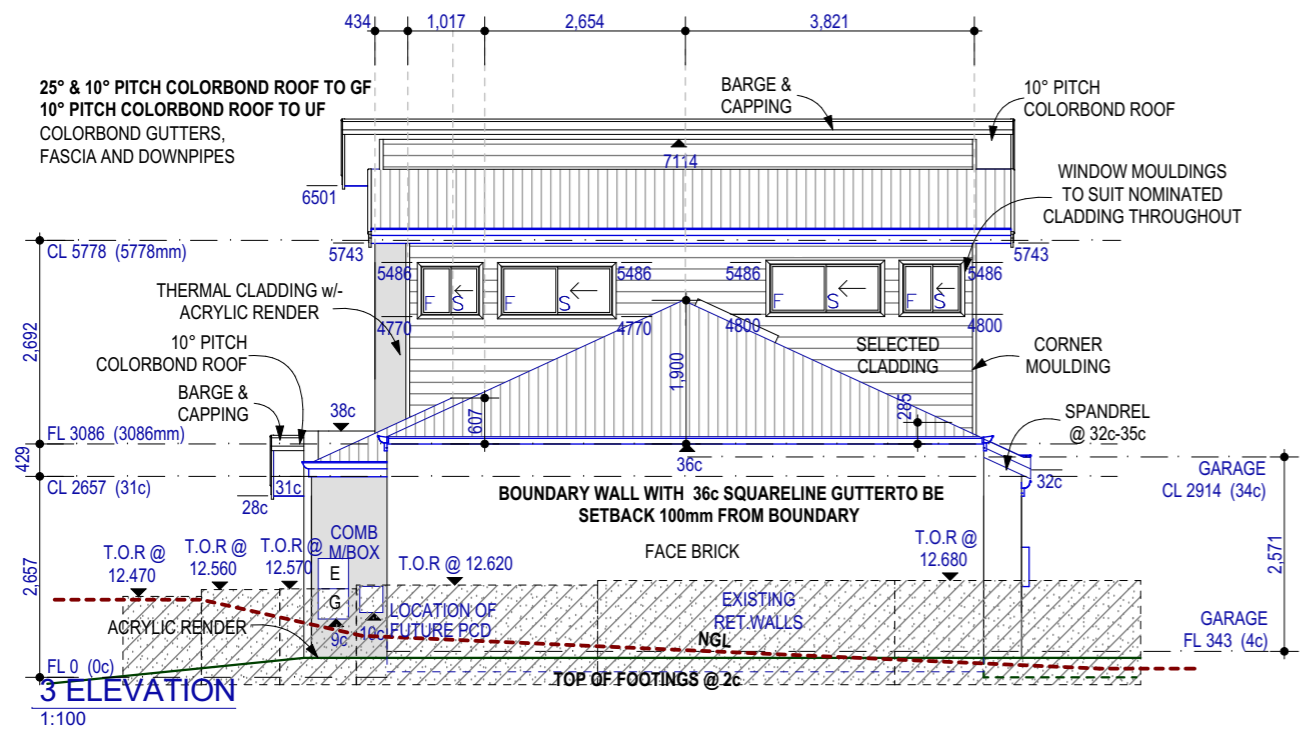 434
1,017
2,654
3,821
25° & 10° PITCH COLORBOND ROOF TO GF
10° PITCH COLORBOND ROOF TO UF
COLORBOND GUTTERS,
FASCIA AND DOWNPIPES
BARGE &
CAPPING
10° PITCH
COLORBOND ROOF
7114
6501
WINDOW MOULDINGS
TO SUIT NOMINATED
CLADDING THROUGHOUT
CL 5778 (5778mm)
5743
5743
5486
5486
5486
5486
F
S
F
S
F
S
F
S
THERMAL CLADDING w/-
ACRYLIC RENDER
4770
4770
4800
4800
2,692
10° PITCH
COLORBOND ROOF
SELECTED
CLADDING
CORNER
MOULDING
1,900
BARGE &
CAPPING
38c
607
285
SPANDREL
@ 32c-35c
FL 3086 (3086mm)
429
36c
32c
GARAGE
CL 2914 (34c)
CL 2657 (31c)
31c
28c
BOUNDARY WALL WITH 36c SQUARELINE GUTTERTO BE
SETBACK 100mm FROM BOUNDARY
COMB
M/BOX
FACE BRICK
T.O.R @
12.470
T.O.R @
12.560
T.O.R @
12.570
T.O.R @ 12.620
T.O.R @
12.680
2,657
2,571
E
G
EXISTING
RET.WALLS
LOCATION OF
FUTURE PCD
ACRYLIC RENDER
9c
10c
NGL
GARAGE
FL 343 (4c)
FL 0 (0c)
TOP OF FOOTINGS @ 2c
3 ELEVATION
1:100